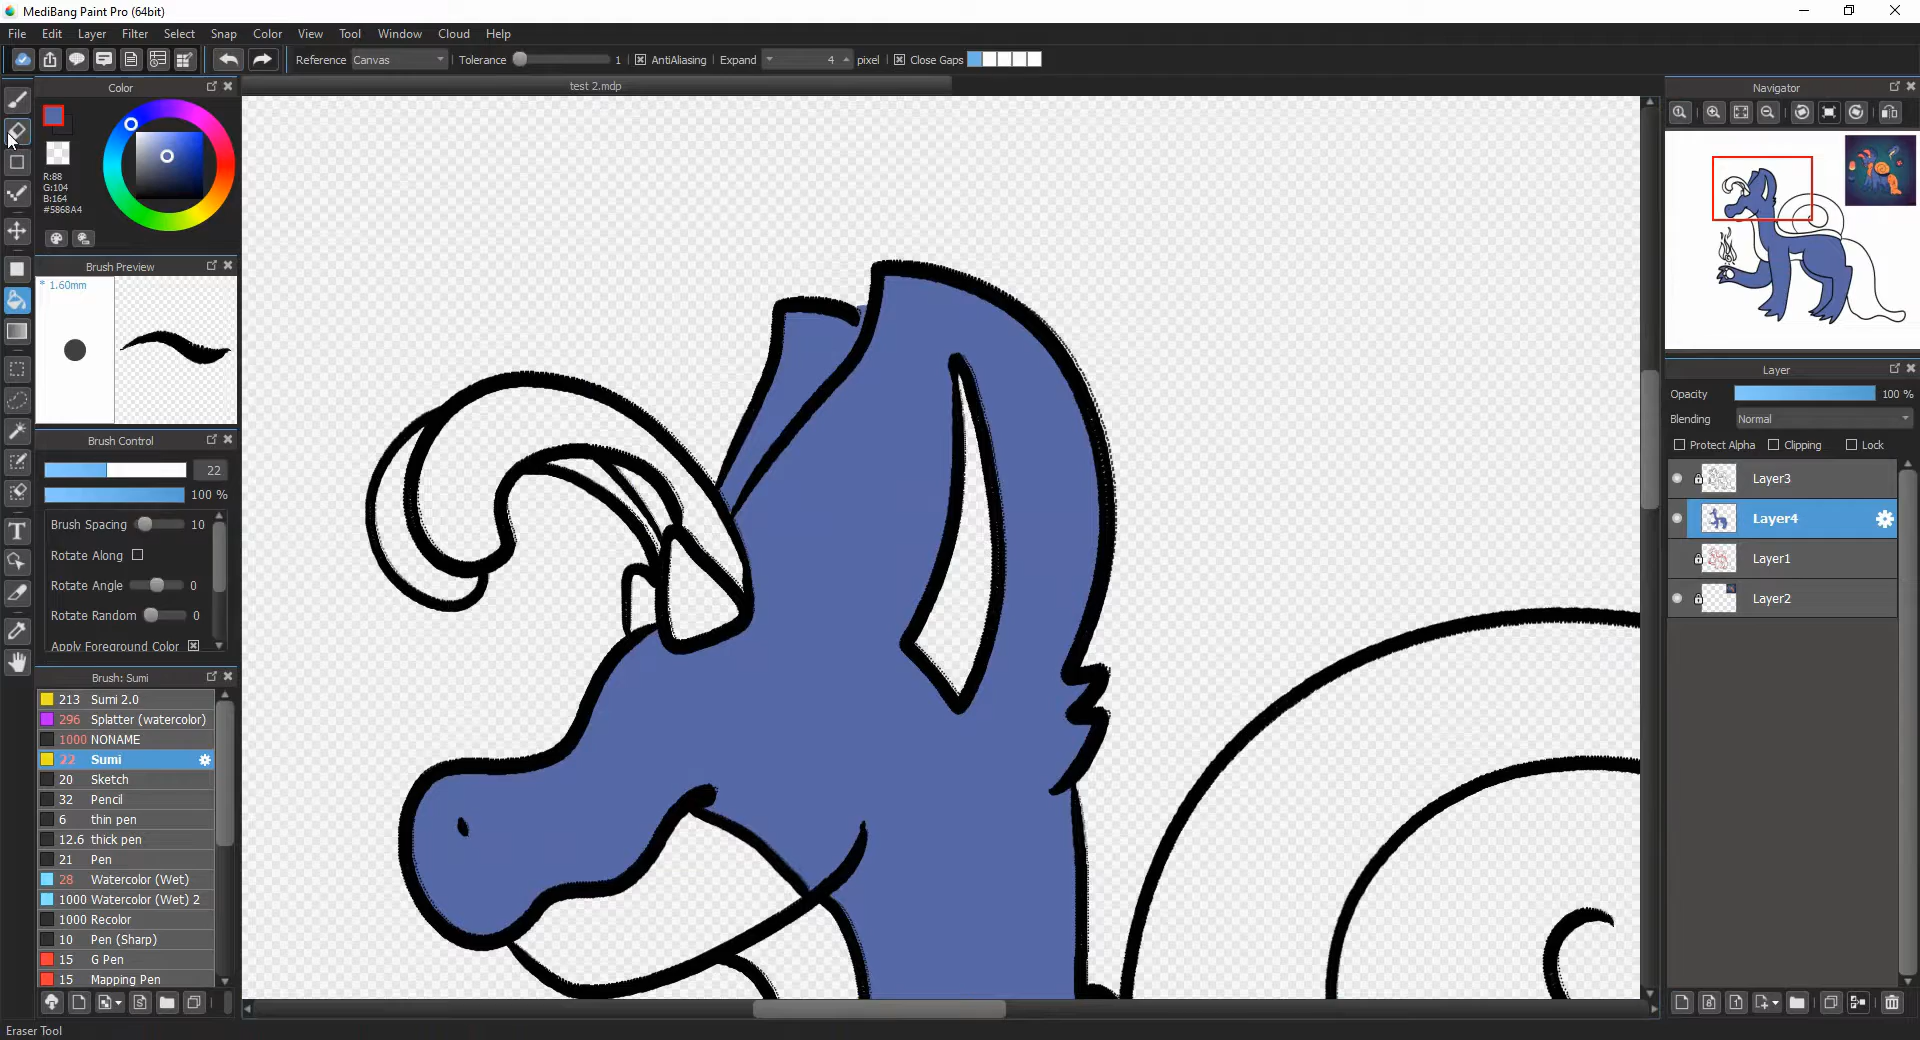 MediBang Paint Pro (64bit)
File Edit Layer Filter Select Snap Color View Tool Window Cloud Help
Reference Canvas Tolerance 1 AntiAliasing Expand 4 pixel Close Gaps
Color
test 2.mdp
Navigator
R:88
G:104
B:164
#5868A4
Brush Preview
* 1.60mm
Brush Control
22
100 %
Brush Spacing 10
Rotate Along
Rotate Angle 0
Rotate Random 0
Apply Foreground Color
Brush: Sumi
213 Sumi 2.0
296 Splatter (watercolor)
1000 NONAME
22 Sumi
20 Sketch
32 Pencil
6 thin pen
12.6 thick pen
21 Pen
28 Watercolor (Wet)
1000 Watercolor (Wet) 2
1000 Recolor
10 Pen (Sharp)
15 G Pen
15 Mapping Pen
Layer
Opacity 100 %
Blending Normal
Protect Alpha Clipping Lock
Layer3
Layer4
Layer1
Layer2
Eraser Tool